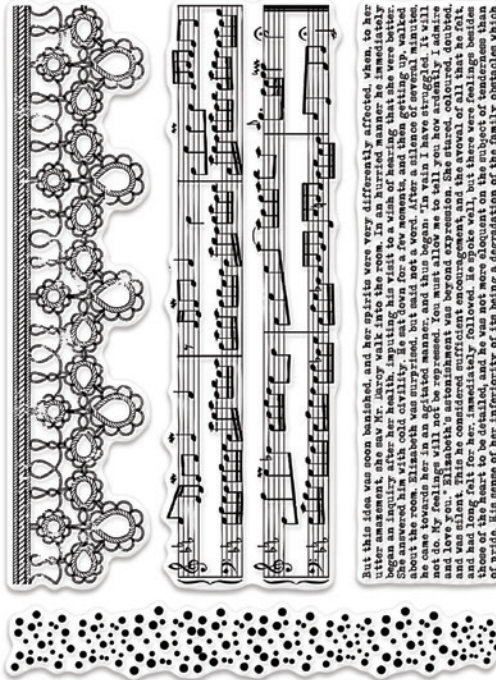 But this idea was soon banished, and her spirits were very differently affected, when, to her
utter amazement, she saw Mr. Darcy walk into the room. In an hurried manner he immediately
began an inquiry after her health, imputing his visit to a wish of hearing that she were better.
She answered him with cold civility. He sat down for a few moments, and then getting up, walked
about the room. Elizabeth was surprised, but said not a word. After a silence of several minutes,
he came towards her in an agitated manner, and thus began: "In vain I have struggled. It will
not do. My feelings will not be repressed. You must allow me to tell you how ardently I admire
and love you." Elizabeth's astonishment was beyond expression. She stared, coloured, doubted,
and was silent. This he considered sufficient encouragement; and the avowal of all that he felt,
and had long felt for her, immediately followed. He spoke well, but there were feelings besides
those of the heart to be detailed, and he was not more eloquent on the subject of tenderness than